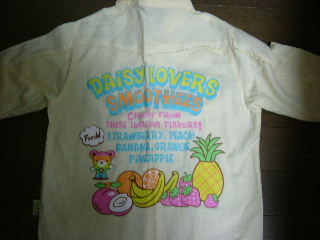 DAISY LOVERS
SMOOTHIES
CHOOSE FROM
THESE LUSCIOUS FLAVORS!
Fresh!
STRAWBERRY, PEACH,
BANANA, ORANGE,
PINEAPPLE